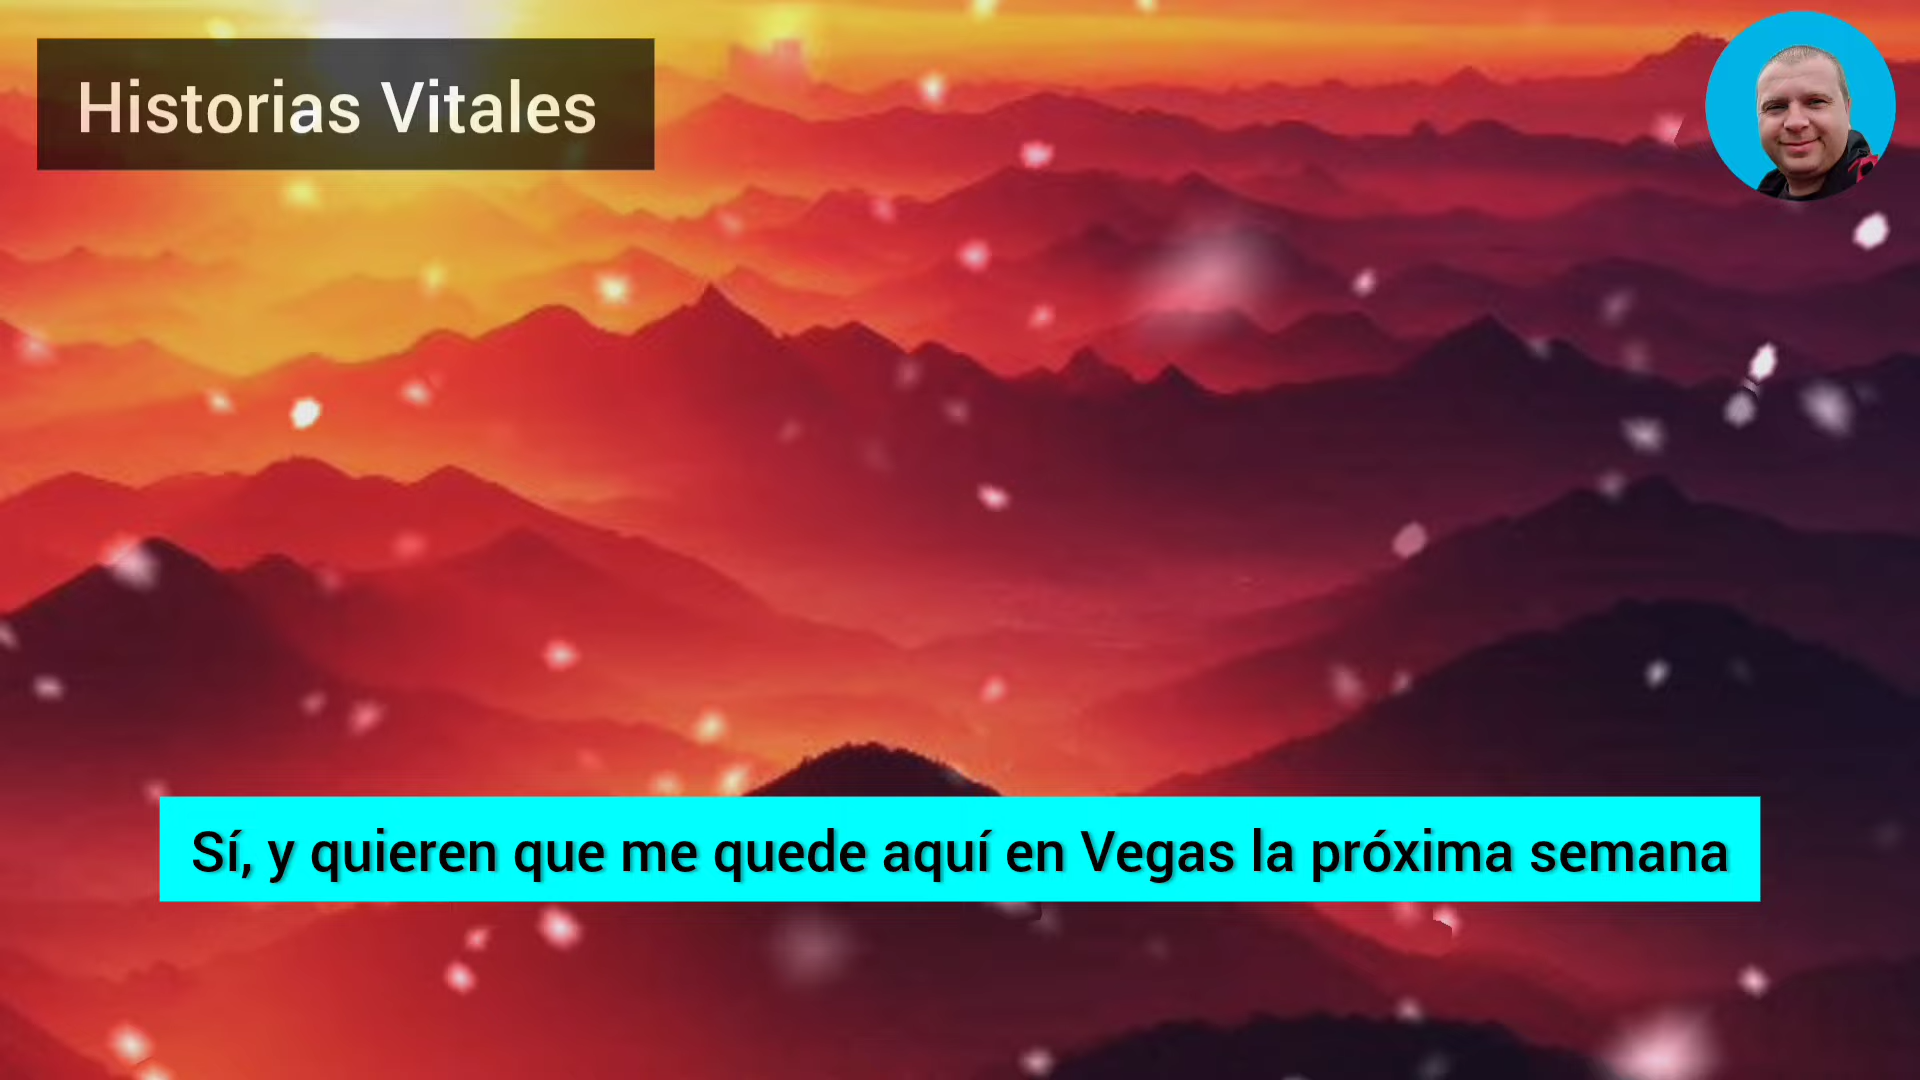 Historias Vitales
Sí, y quieren que me quede aquí en Vegas la próxima semana